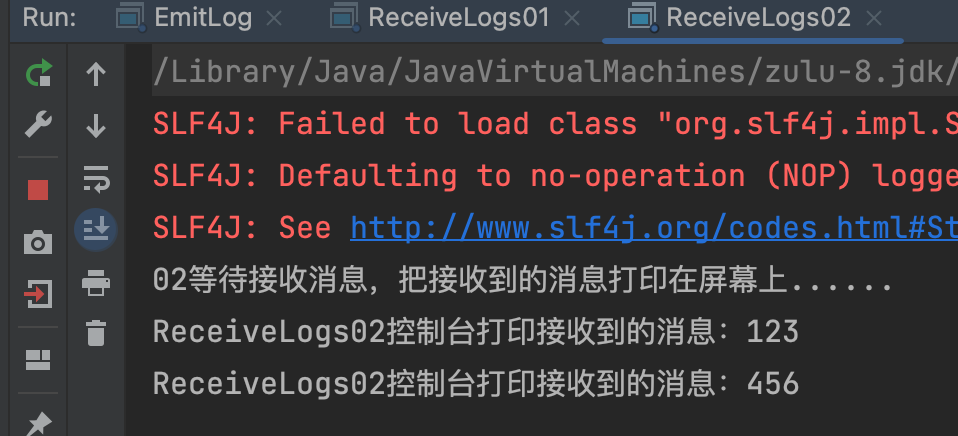 Run: EmitLog ReceiveLogs01 ReceiveLogs02
/Library/Java/JavaVirtualMachines/zulu-8.jdk/
SLF4J: Failed to load class "org.slf4j.impl.S
SLF4J: Defaulting to no-operation (NOP) logge
SLF4J: See http://www.slf4j.org/codes.html#St
02等待接收消息，把接收到的消息打印在屏幕上......
ReceiveLogs02控制台打印接收到的消息：123
ReceiveLogs02控制台打印接收到的消息：456